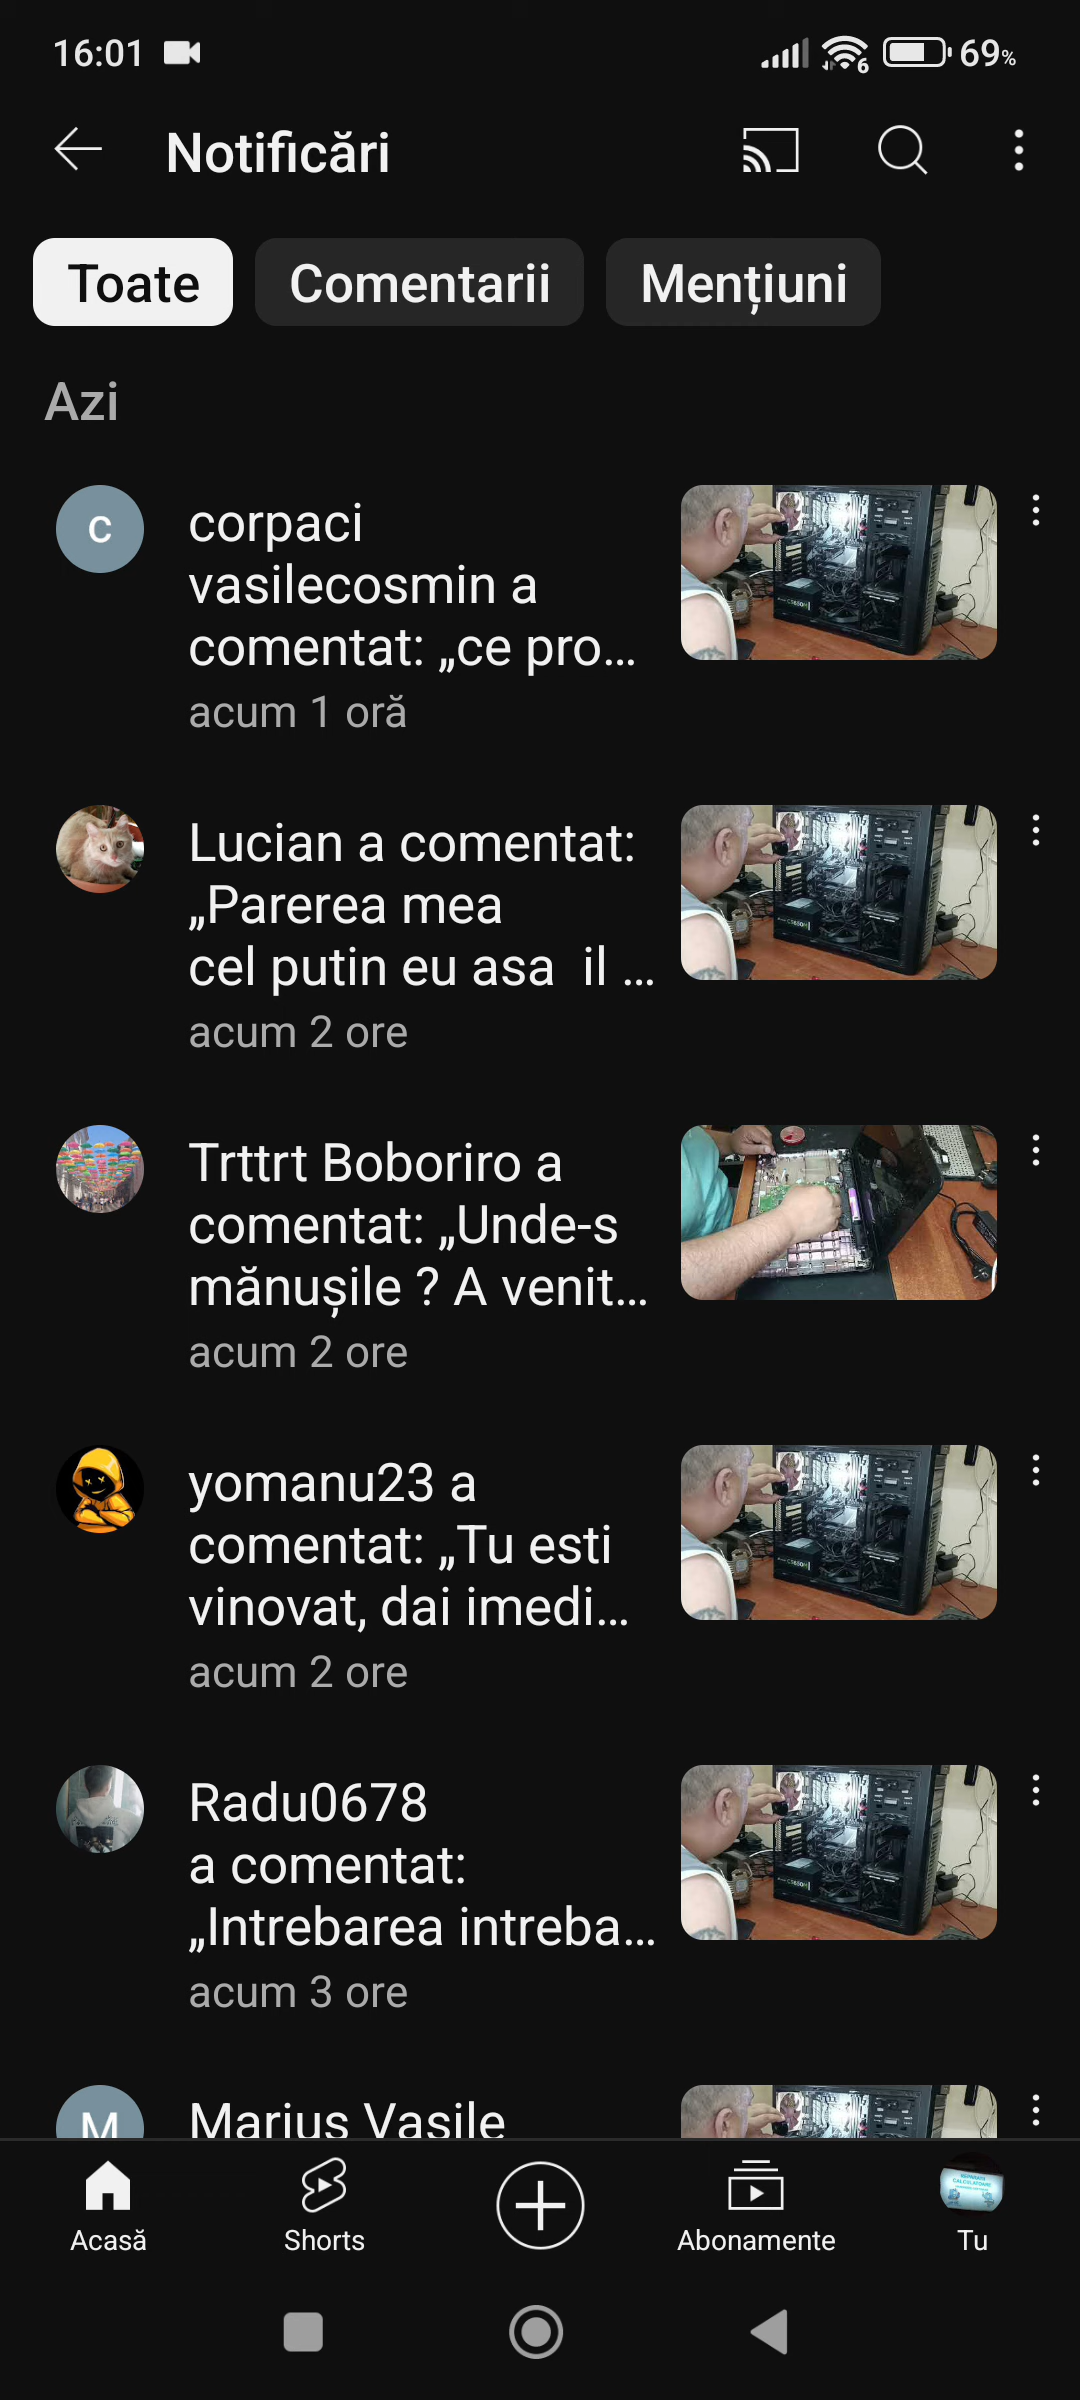 16:01
69%
Notificări
Toate
Comentarii
Mențiuni
Azi
C
corpaci
vasilecosmin a
comentat: „ce pro…
acum 1 oră
Lucian a comentat:
„Parerea mea
cel putin eu asa  il …
acum 2 ore
Trttrt Boboriro a
comentat: „Unde-s
mănușile ? A venit…
acum 2 ore
yomanu23 a
comentat: „Tu esti
vinovat, dai imedi…
acum 2 ore
Radu0678
a comentat:
„Intrebarea intreba…
acum 3 ore
M
Marius Vasile
Acasă
Shorts
Abonamente
Tu